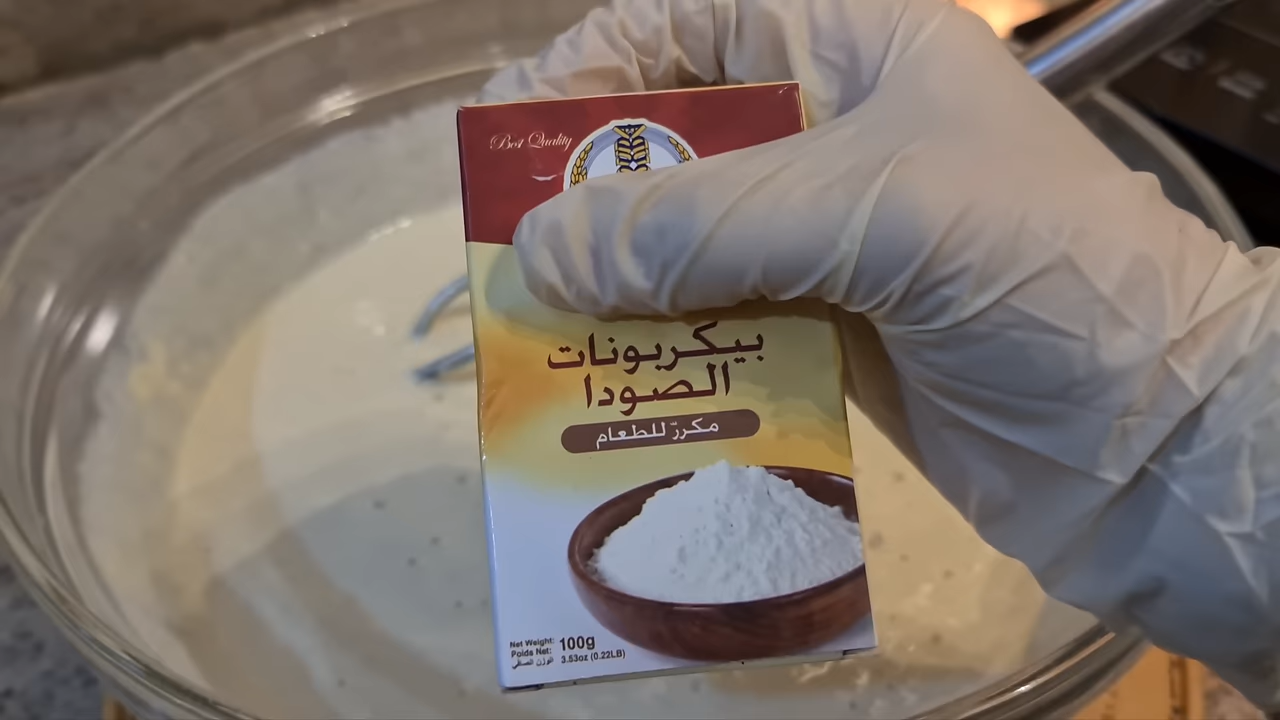 Best Quality
بيكربونات
الصودا
مكررّ للطعام
Net Weight: 100g
Poids Net: 3.53oz (0.22LB)
الوزن الصافي